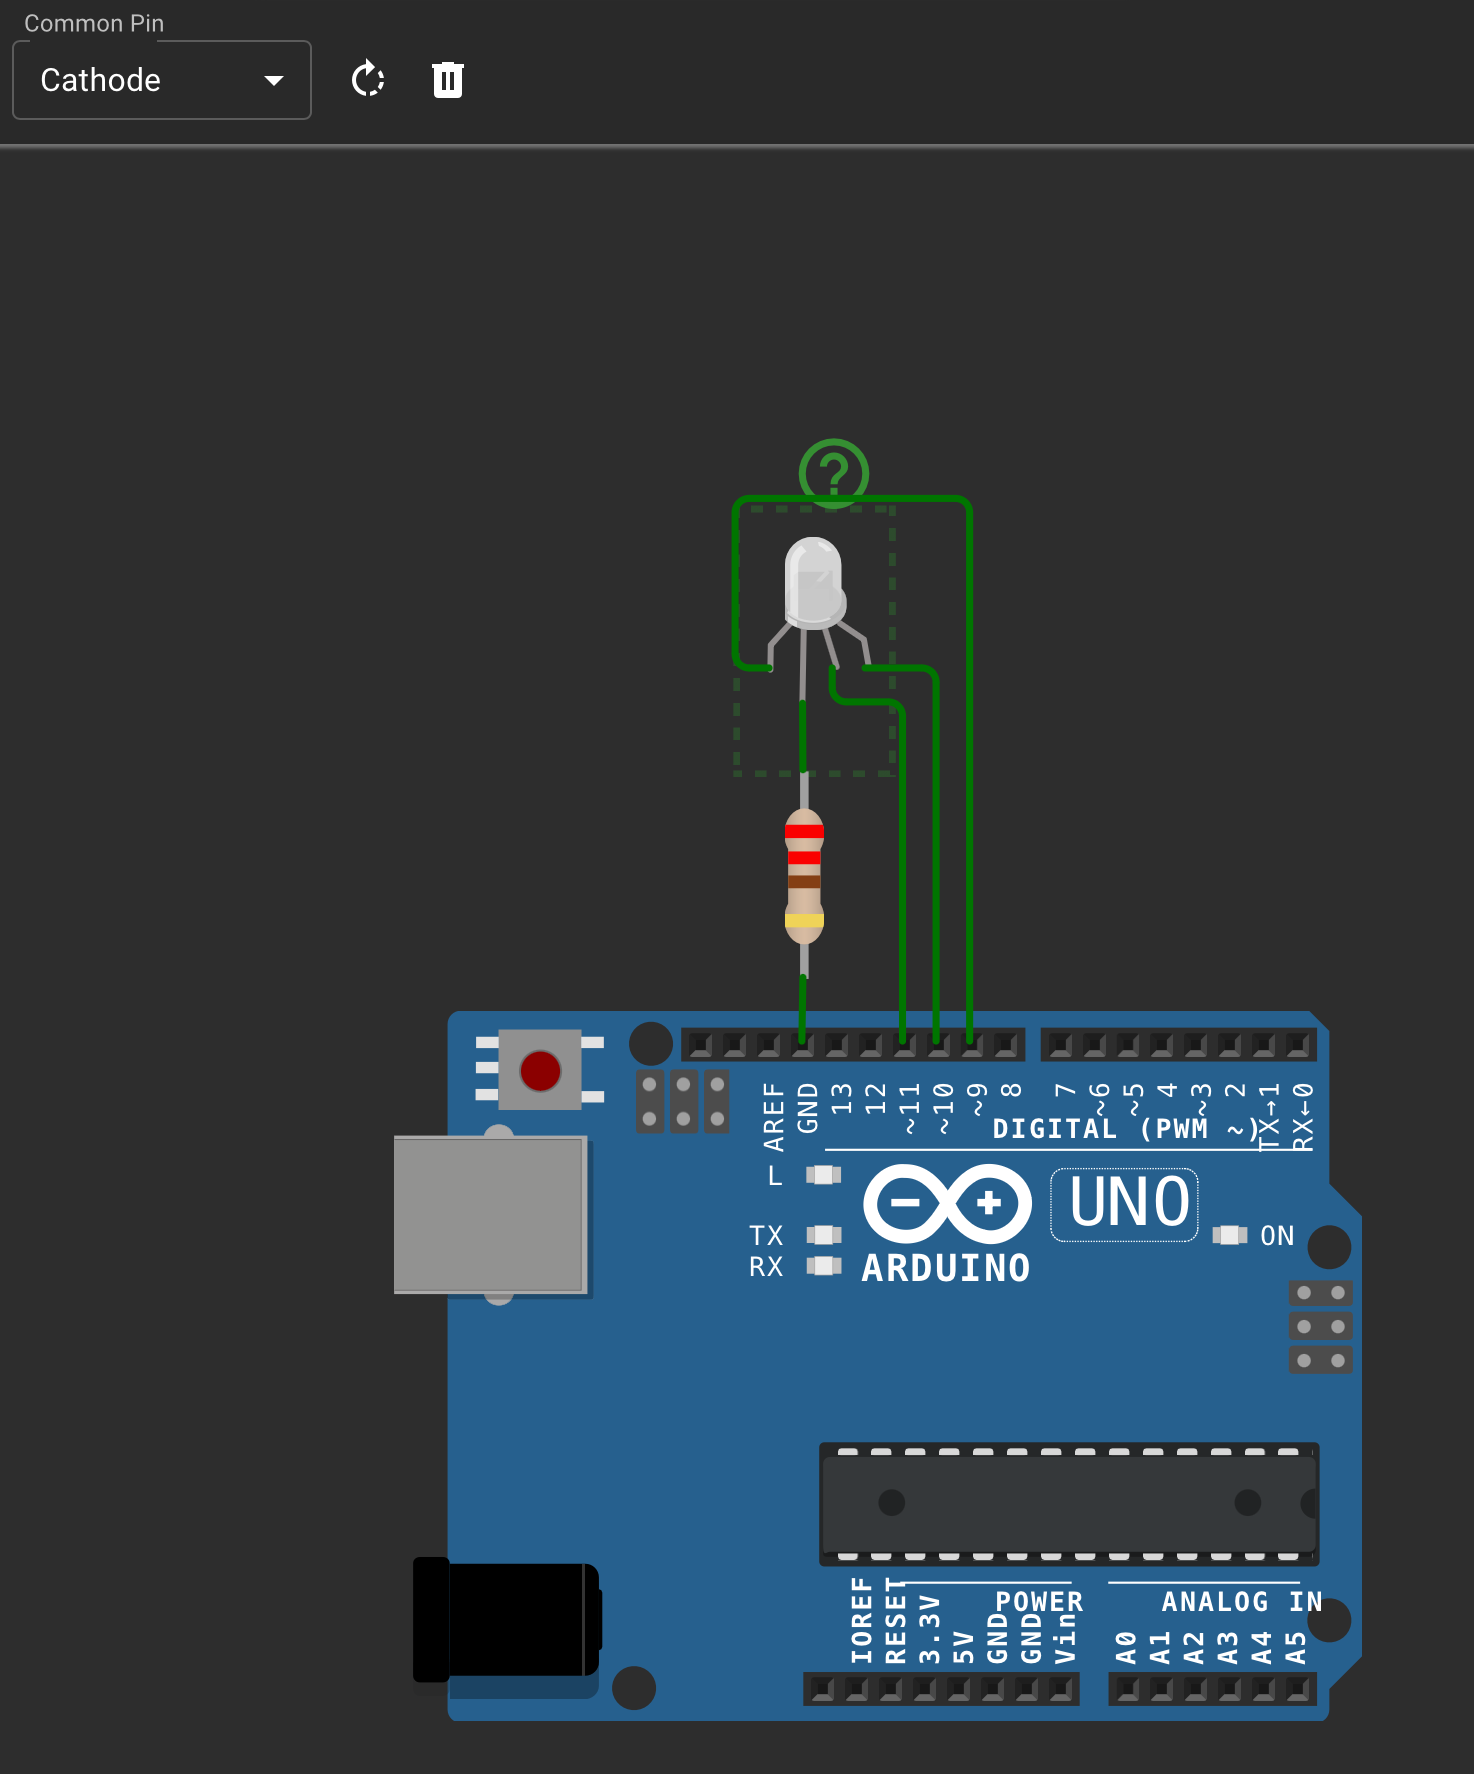 Common Pin
Cathode
?
AREF
GND
13
12
~11
~10
~9
8
7
~6
~5
4
~3
2
TX→1
RX←0
DIGITAL (PWM ~)
L
TX
RX
UNO
ON
ARDUINO
IOREF
RESET
3.3V
5V
GND
GND
Vin
POWER
ANALOG IN
A0
A1
A2
A3
A4
A5